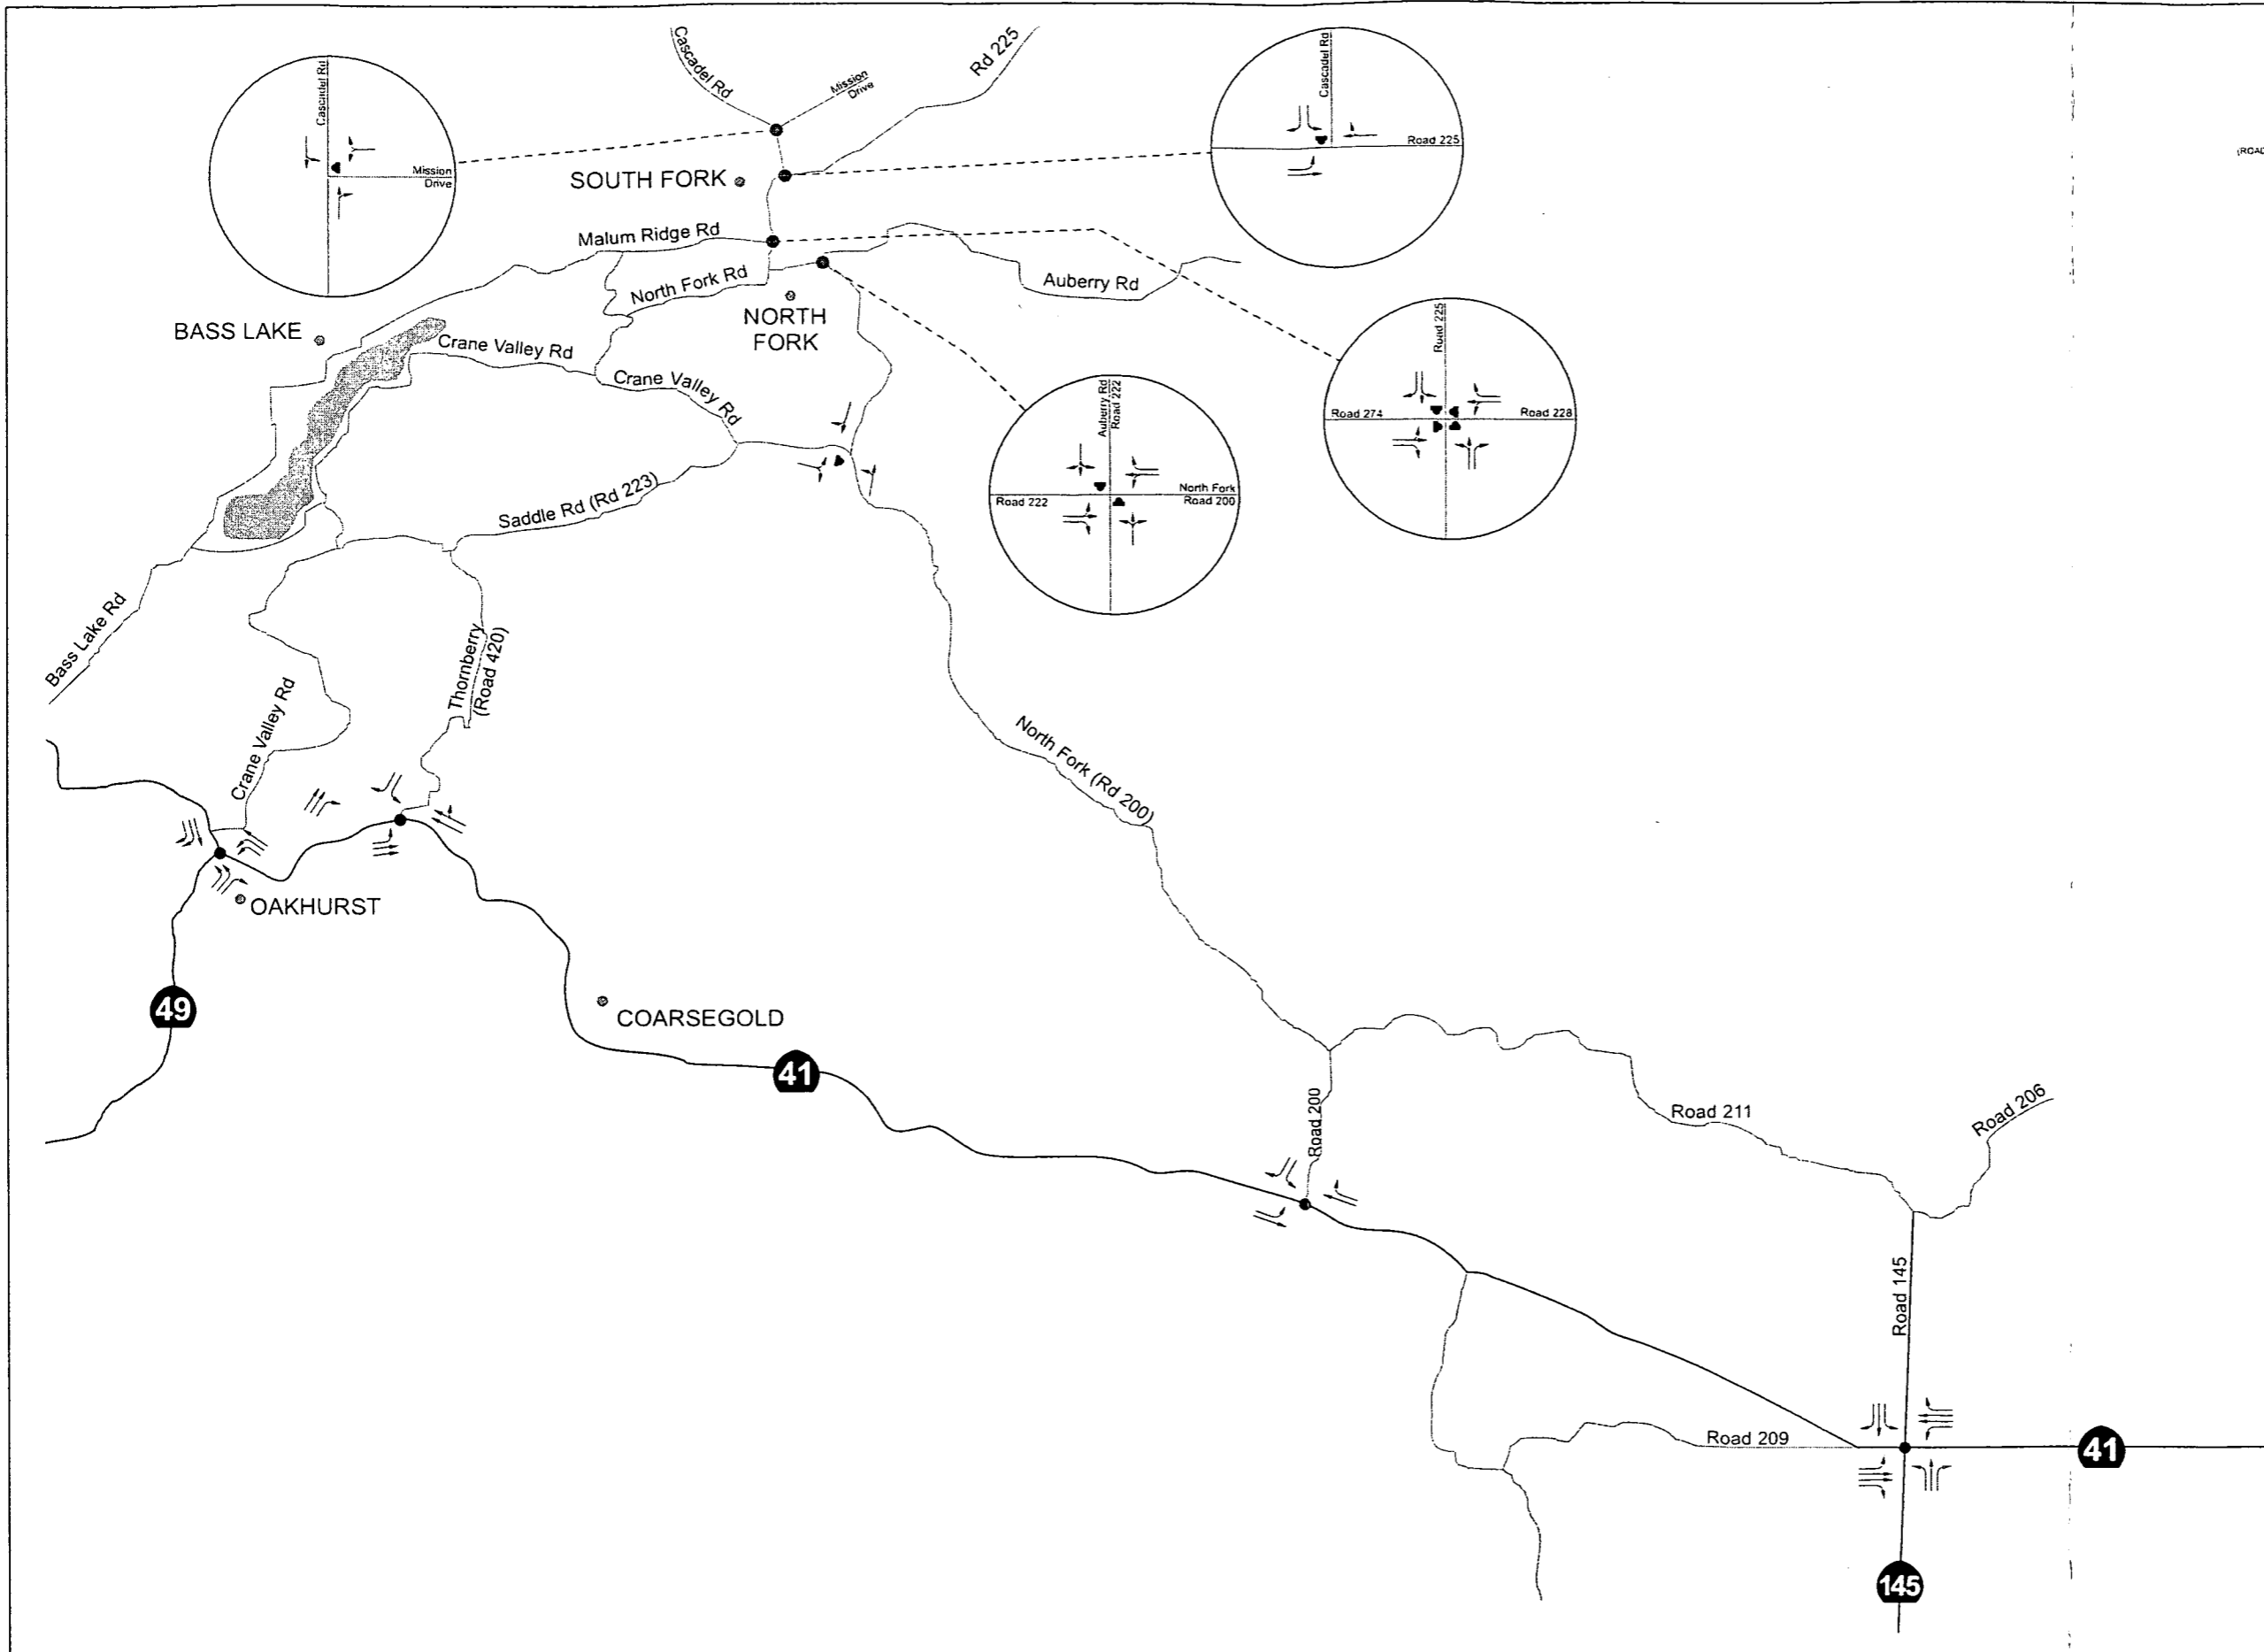 Cascadel Rd
Mission
Drive
Rd 225
Cascadel Rd
Mission
Drive
Cascadel Rd
Road 225
(ROAD
SOUTH FORK
Malum Ridge Rd
North Fork Rd
Auberry Rd
NORTH
FORK
BASS LAKE
Crane Valley Rd
Crane Valley Rd
Road 225
Road 274
Road 228
Auberry Rd
Road 222
North Fork
Road 222
Road 200
Saddle Rd (Rd 223)
Bass Lake Rd
Thornberry
(Road 420)
Crane Valley Rd
North Fork (Rd 200)
OAKHURST
49
COARSEGOLD
41
Road 200
Road 211
Road 206
Road 145
Road 209
41
145